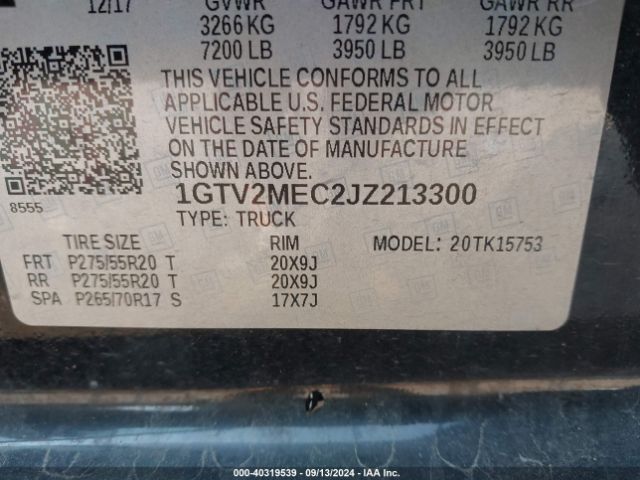 12/17 GVWR GAWR FRT GAWR RR
3266 KG 1792 KG 1792 KG
7200 LB 3950 LB 3950 LB
THIS VEHICLE CONFORMS TO ALL
APPLICABLE U.S. FEDERAL MOTOR
VEHICLE SAFETY STANDARDS IN EFFECT
ON THE DATE OF MANUFACTURE
SHOWN ABOVE.
8555
1GTV2MEC2JZ213300
TYPE: TRUCK
TIRE SIZE RIM MODEL: 20TK15753
FRT P275/55R20 T 20X9J
RR P275/55R20 T 20X9J
SPA P265/70R17 S 17X7J
000-40319539 - 09/13/2024 - IAA Inc.